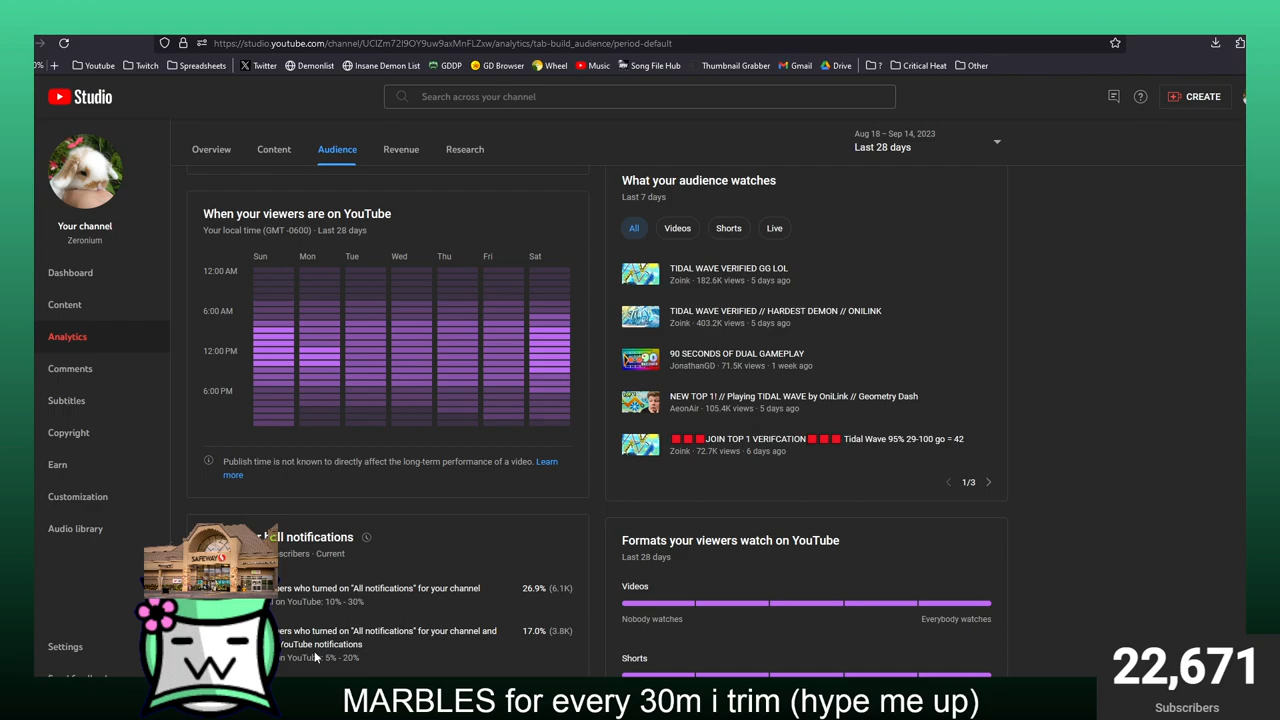 https://studio.youtube.com/channel/UCIZm72I9OY9uw9axMnFLZxw/analytics/tab-build_audience/period-default
0%
Youtube
Twitch
Spreadsheets
Twitter
Demonlist
Insane Demon List
GDDP
GD Browser
Wheel
Music
Song File Hub
Thumbnail Grabber
Gmail
Drive
?
Critical Heat
Other
Studio
Search across your channel
CREATE
Your channel
Zeronium
Dashboard
Content
Analytics
Comments
Subtitles
Copyright
Earn
Customization
Audio library
Settings
Overview
Content
Audience
Revenue
Research
Aug 18 – Sep 14, 2023
Last 28 days
When your viewers are on YouTube
Your local time (GMT -0600) · Last 28 days
Sun Mon Tue Wed Thu Fri Sat
12:00 AM
6:00 AM
12:00 PM
6:00 PM
Publish time is not known to directly affect the long-term performance of a video. Learn
more
What your audience watches
Last 7 days
All Videos Shorts Live
TIDAL WAVE VERIFIED GG LOL
Zoink · 182.6K views · 5 days ago
TIDAL WAVE VERIFIED // HARDEST DEMON // ONILINK
Zoink · 403.2K views · 5 days ago
90 SECONDS OF DUAL GAMEPLAY
JonathanGD · 71.5K views · 1 week ago
NEW TOP 1! // Playing TIDAL WAVE by OniLink // Geometry Dash
AeonAir · 105.4K views · 5 days ago
🟥🟥🟥JOIN TOP 1 VERIFCATION🟥🟥🟥 Tidal Wave 95% 29-100 go = 42
Zoink · 72.7K views · 6 days ago
1/3
bell notifications
Current
who turned on "All notifications" for your channel
26.9% (6.1K)
on YouTube: 10% - 30%
who turned on "All notifications" for your channel and
17.0% (3.8K)
YouTube notifications
on YouTube: 5% - 20%
Formats your viewers watch on YouTube
Last 28 days
Videos
Nobody watches
Everybody watches
Shorts
SAFEWAY
MARBLES for every 30m i trim (hype me up)
22,671
Subscribers